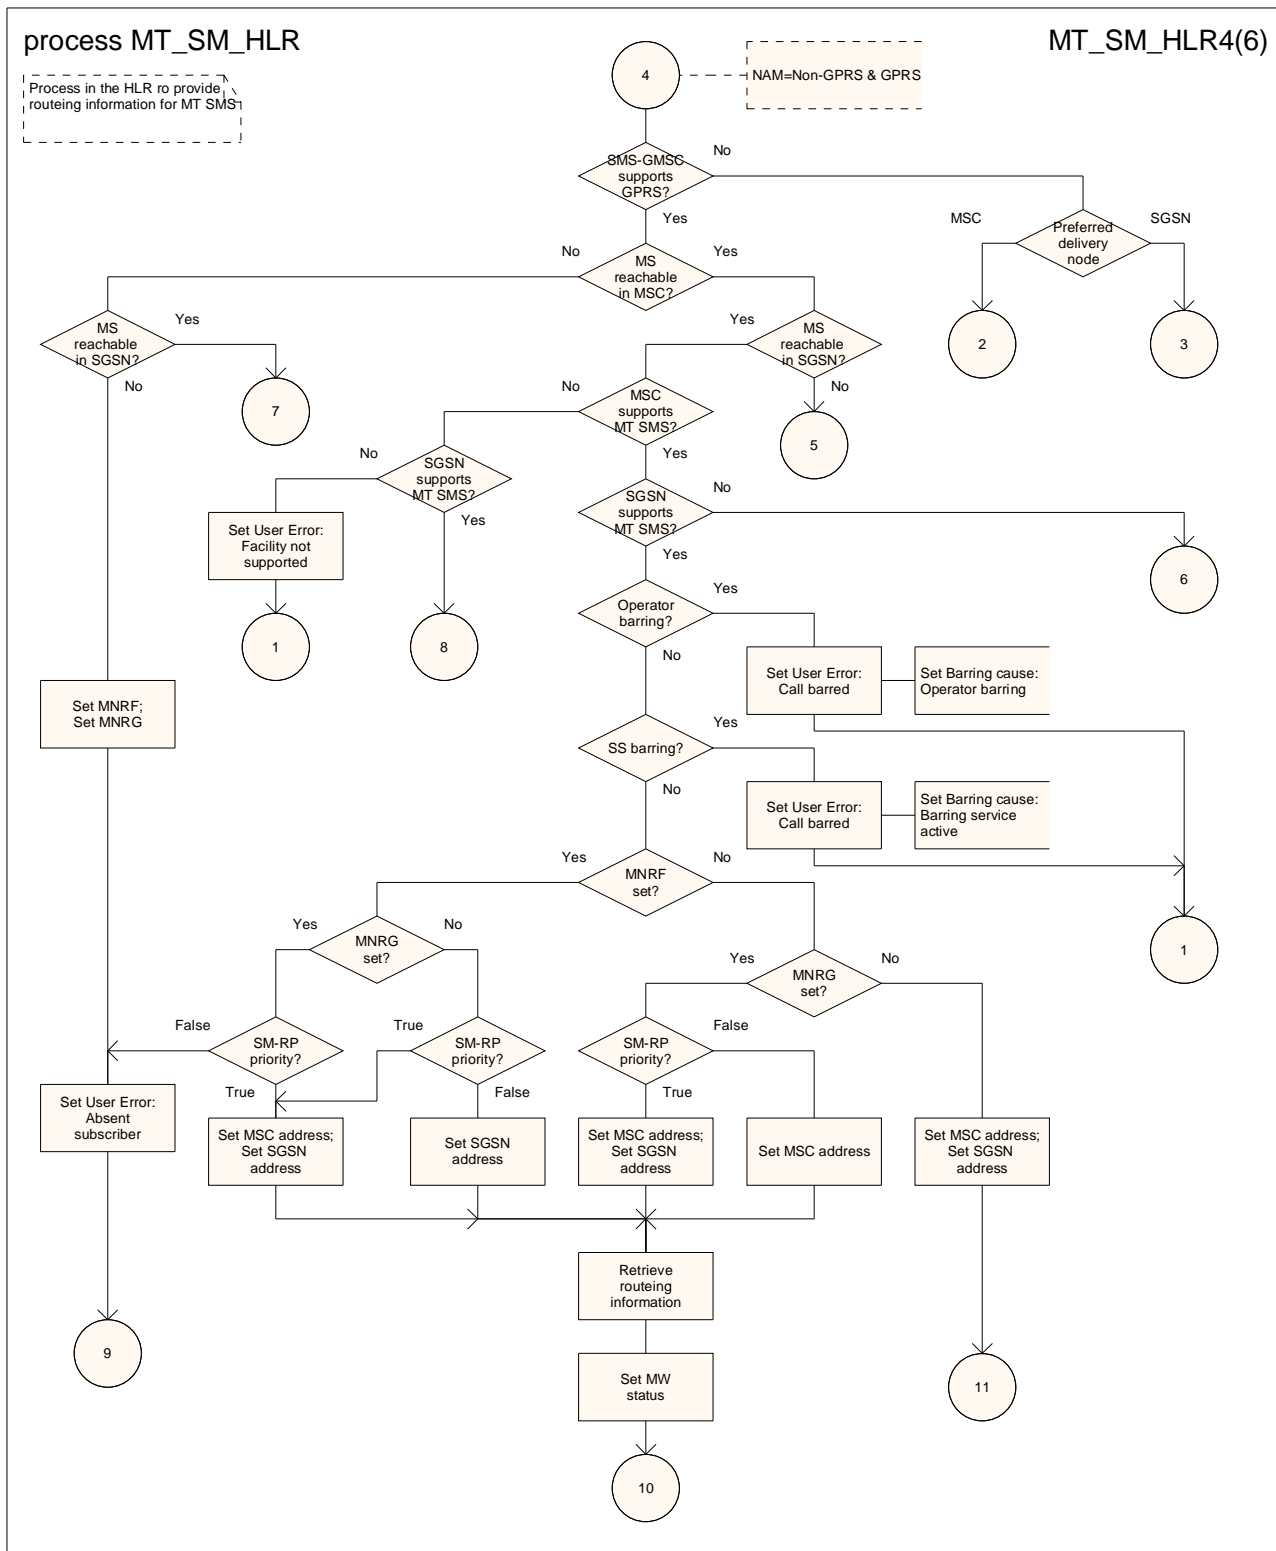 process MT_SM_HLR
MT_SM_HLR4(6)
Process in the HLR ro provide
routeing information for MT SMS
4
NAM=Non-GPRS & GPRS
SMS-GMSC
supports
GPRS?
No
Yes
MSC
Preferred
delivery
node
SGSN
No
MS
reachable
in MSC?
Yes
MS
reachable
in SGSN?
Yes
No
Yes
MS
reachable
in SGSN?
No
2
3
7
No
MSC
supports
MT SMS?
Yes
5
No
SGSN
supports
MT SMS?
Yes
SGSN
supports
MT SMS?
No
Yes
Set User Error:
Facility not
supported
6
1
8
Operator
barring?
Yes
No
Set User Error:
Call barred
Set Barring cause:
Operator barring
Set MNRF;
Set MNRG
SS barring?
Yes
No
Set User Error:
Call barred
Set Barring cause:
Barring service
active
Yes
MNRF
set?
No
1
Yes
MNRG
set?
No
Yes
MNRG
set?
No
False
SM-RP
priority?
True
True
SM-RP
priority?
False
SM-RP
priority?
False
True
Set User Error:
Absent
subscriber
Set MSC address;
Set SGSN
address
Set SGSN
address
Set MSC address;
Set SGSN
address
Set MSC address
Set MSC address;
Set SGSN
address
Retrieve
routeing
information
9
Set MW
status
11
10